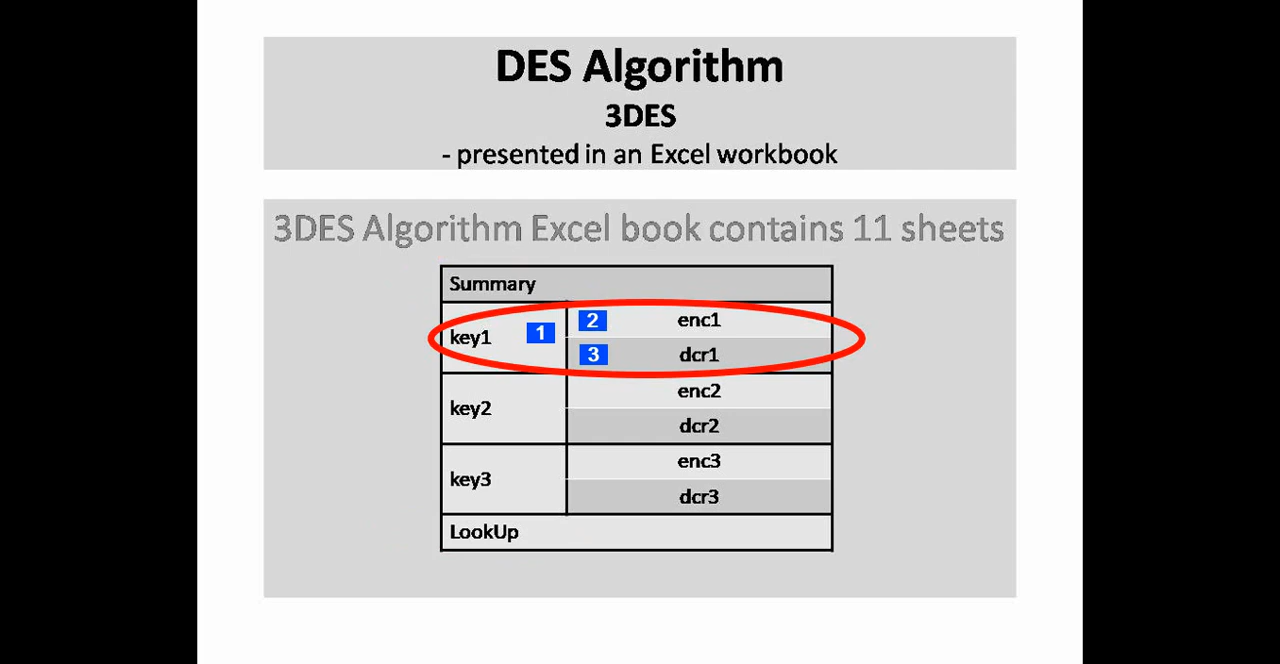 DES Algorithm
3DES
- presented in an Excel workbook
3DES Algorithm Excel book contains 11 sheets
Summary
key1 1 2 enc1
3 dcr1
key2 enc2
dcr2
key3 enc3
dcr3
LookUp